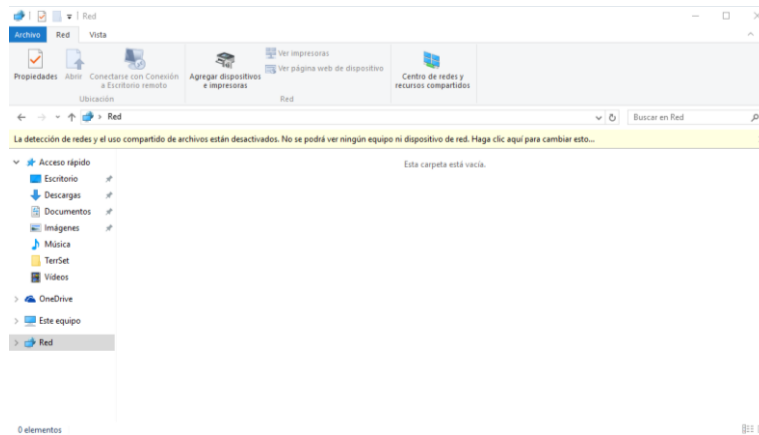 Red
Archivo Red Vista
Propiedades
Abrir
Conectarse con Conexión
a Escritorio remoto
Ubicación
Agregar dispositivos
e impresoras
Ver impresoras
Ver página web de dispositivo
Red
Centro de redes y
recursos compartidos
Red
Buscar en Red
La detección de redes y el uso compartido de archivos están desactivados. No se podrá ver ningún equipo ni dispositivo de red. Haga clic aquí para cambiar esto...
Acceso rápido
Escritorio
Descargas
Documentos
Imágenes
Música
TerrSet
Vídeos
OneDrive
Este equipo
Red
Esta carpeta está vacía.
0 elementos